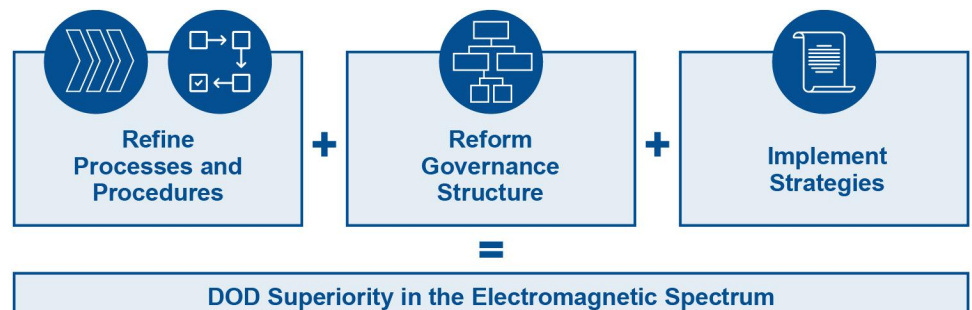 Refine
Processes and
Procedures
+
Reform
Governance
Structure
+
Implement
Strategies
=
DOD Superiority in the Electromagnetic Spectrum